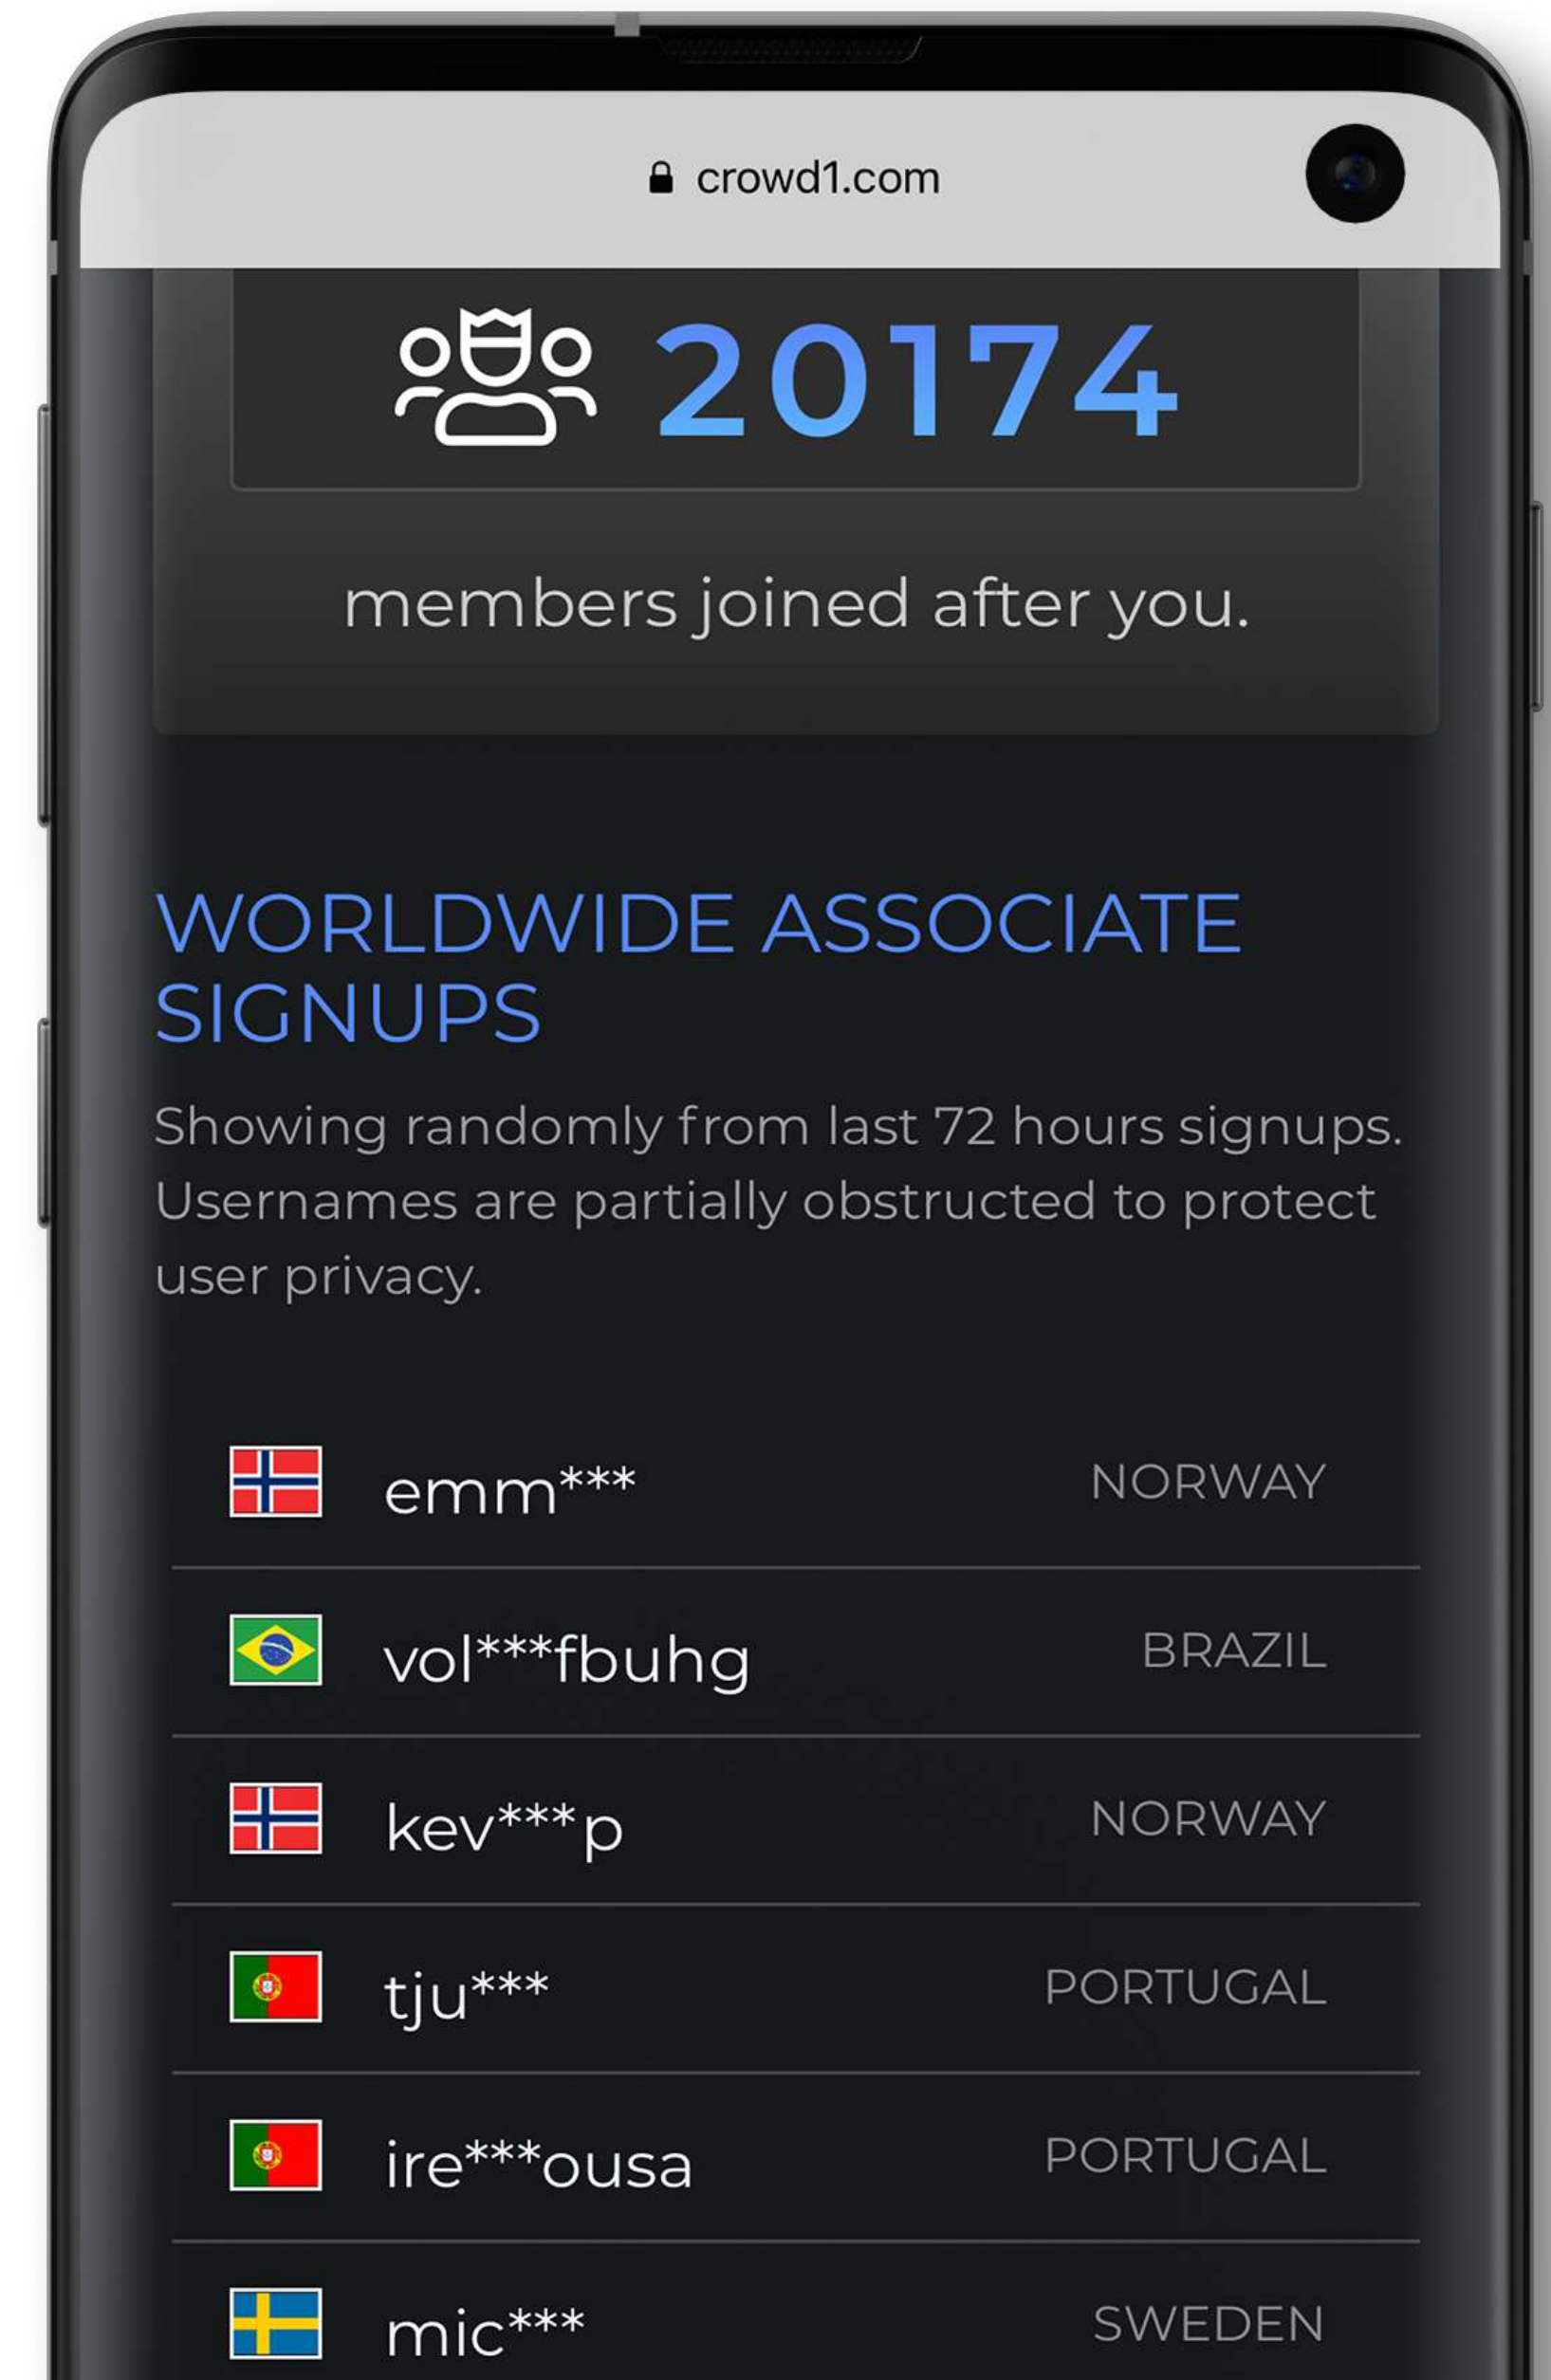 crowd1.com
20174
members joined after you.
WORLDWIDE ASSOCIATE
SIGNUPS
Showing randomly from last 72 hours signups.
Usernames are partially obstructed to protect
user privacy.
emm*** NORWAY
vol***fbuhg BRAZIL
kev***p NORWAY
tju*** PORTUGAL
ire***ousa PORTUGAL
mic*** SWEDEN